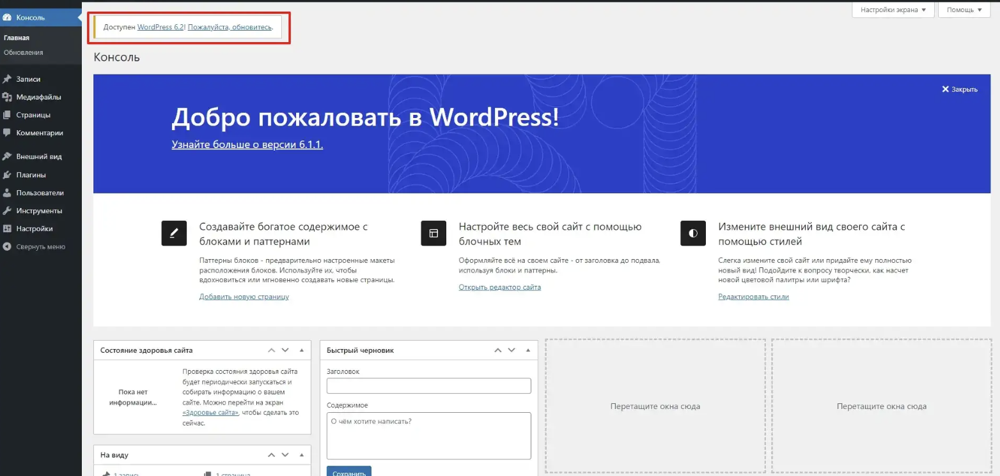 Консоль
Главная
Обновления
Записи
Медиафайлы
Страницы
Комментарии
Внешний вид
Плагины
Пользователи
Инструменты
Настройки
Свернуть меню
Настройки экрана
Помощь
Доступен WordPress 6.2! Пожалуйста, обновитесь.
Консоль
Закрыть
Добро пожаловать в WordPress!
Узнайте больше о версии 6.1.1.
Создавайте богатое содержимое с
блоками и паттернами
Паттерны блоков - предварительно настроенные макеты
расположения блоков. Используйте их, чтобы
вдохновиться или мгновенно создавать новые страницы.
Добавить новую страницу
Настройте весь свой сайт с помощью
блочных тем
Оформляйте всё на своем сайте - от заголовка до подвала,
используя блоки и паттерны.
Открыть редактор сайта
Измените внешний вид своего сайта с
помощью стилей
Слегка измените свой сайт или придайте ему полностью
новый вид! Подойдите к вопросу творчески, как насчет
новой цветовой палитры или шрифта?
Редактировать стили
Состояние здоровья сайта
Пока нет
информации...
Проверка состояния здоровья сайта
будет периодически запускаться и
собирать информацию о вашем
сайте. Можно перейти на экран
«Здоровье сайта», чтобы сделать это
сейчас.
На виду
1 запись
1 страница
Быстрый черновик
Заголовок
Содержимое
О чём хотите написать?
Сохранить
Перетащите окна сюда
Перетащите окна сюда